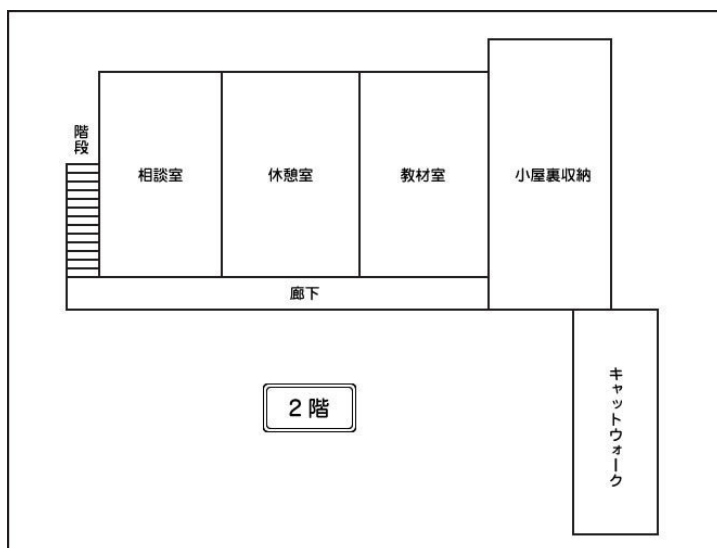 階段
相談室
休憩室
教材室
小屋裏収納
廊下
2階
キャットウォーク